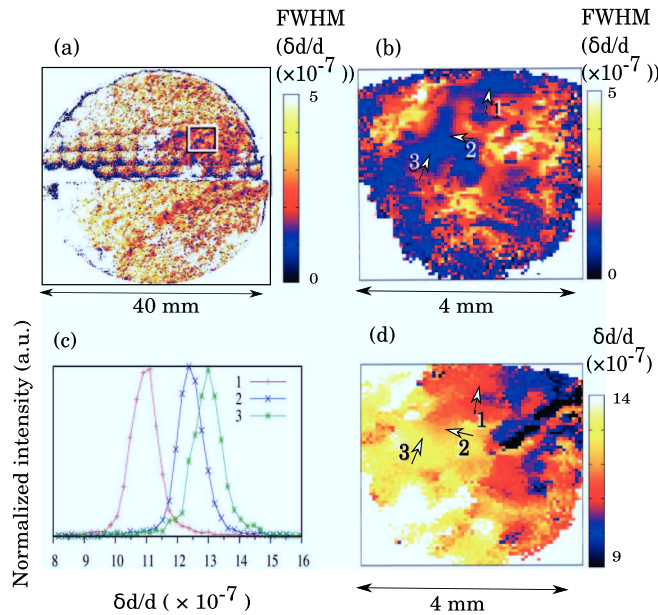 FWHM
(δd/d
(×10⁻⁷ ))
(a)
5
0
40 mm
(b)
FWHM
(δd/d
(×10⁻⁷ ))
5
0
1
2
3
4 mm
(c)
Normalized intensity (a.u.)
1
2
3
8 9 10 11 12 13 14 15 16
δd/d ( × 10⁻⁷)
(d)
δd/d
(×10⁻⁷)
14
9
1
2
3
4 mm